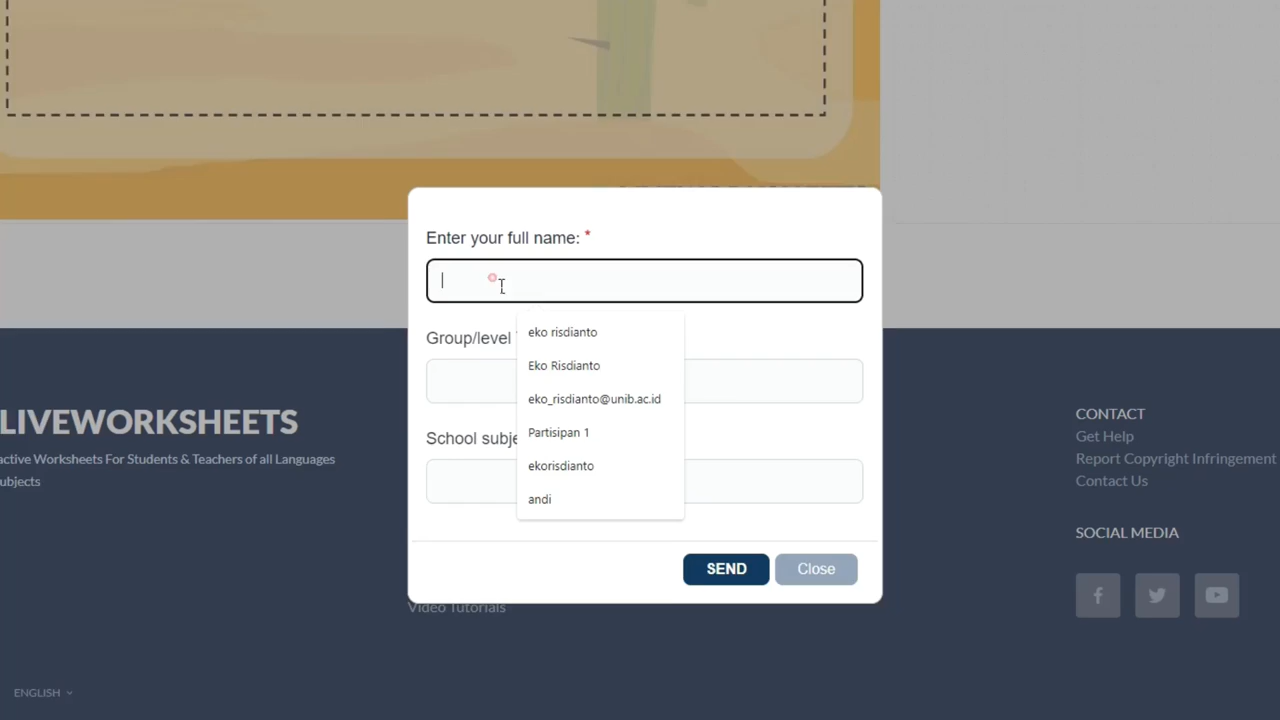 Enter your full name: *
eko risdianto
Eko Risdianto
eko_risdianto@unib.ac.id
Partisipan 1
ekorisdianto
andi
Group/level
School subje
SEND
Close
LIVEWORKSHEETS
active Worksheets For Students & Teachers of all Languages
ubjects
Video Tutorials
CONTACT
Get Help
Report Copyright Infringement
Contact Us
SOCIAL MEDIA
ENGLISH